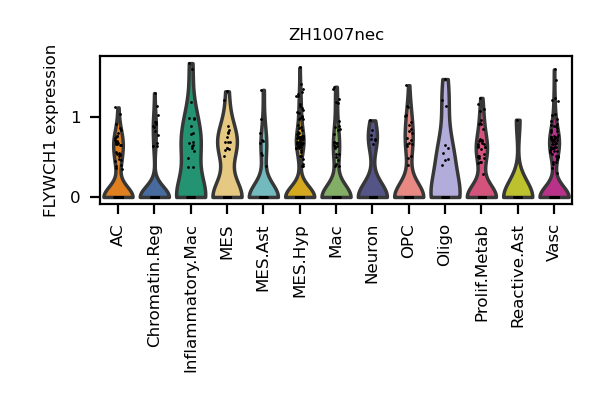 ZH1007nec
FLYWCH1 expression
1
0
AC
Chromatin.Reg
Inflammatory.Mac
MES
MES.Ast
MES.Hyp
Mac
Neuron
OPC
Oligo
Prolif.Metab
Reactive.Ast
Vasc